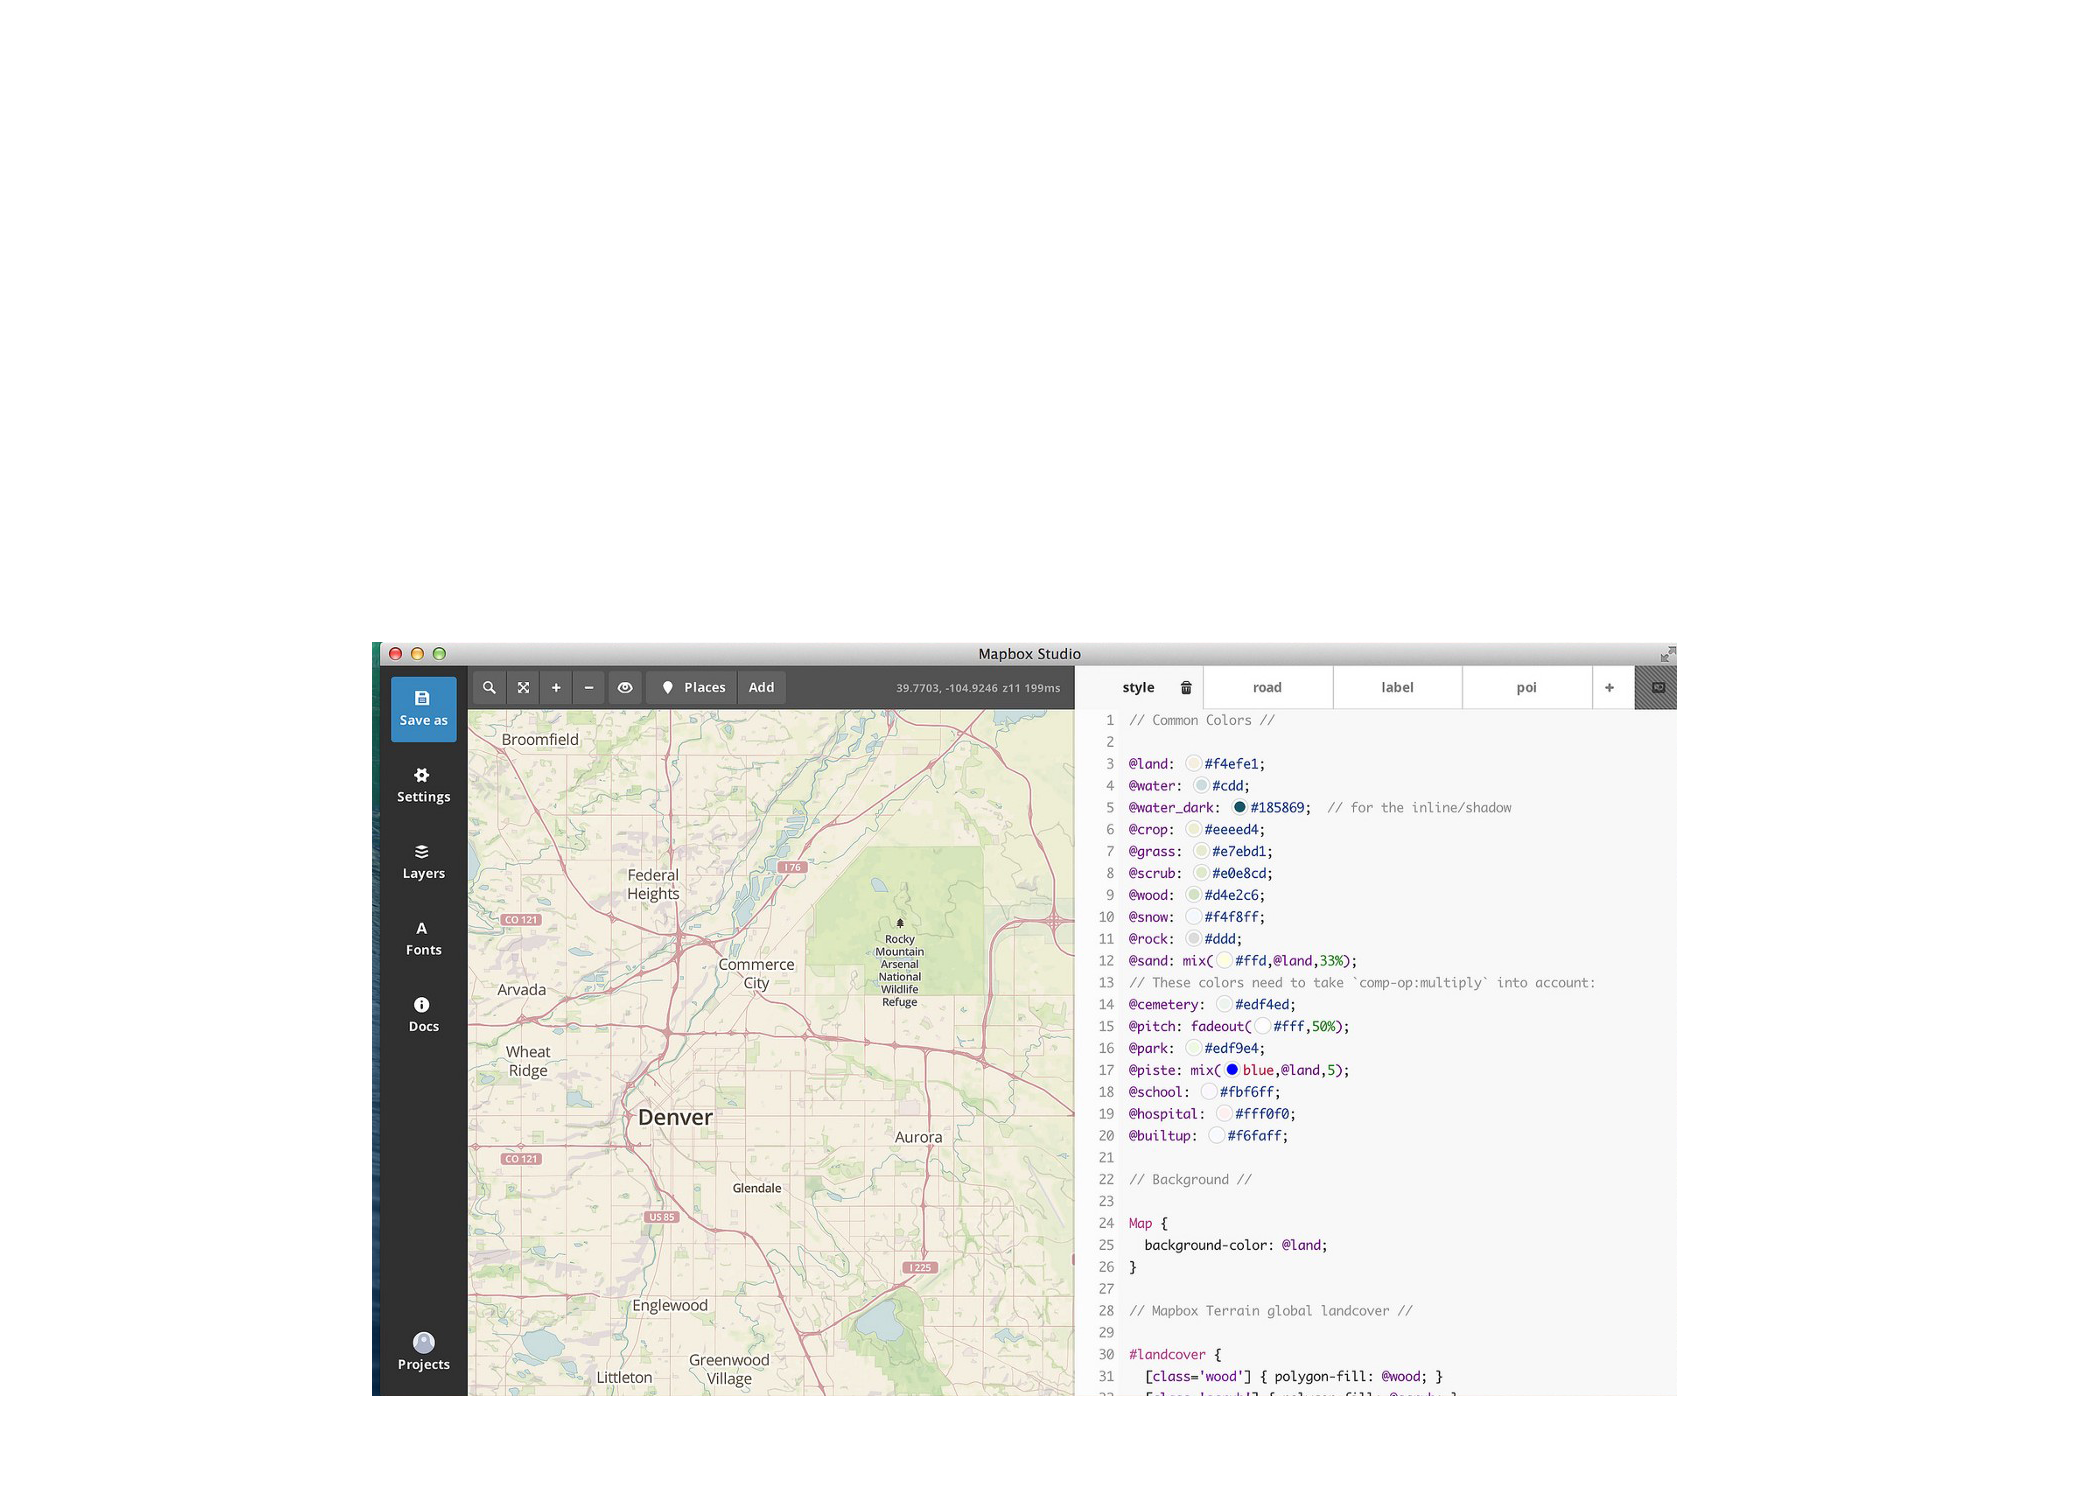 Mapbox Studio
Save as
Settings
Layers
A
Fonts
Docs
Projects
Places
Add
39.7703, -104.9246 z11 199ms
Broomfield
I 76
Federal
Heights
CO 121
Rocky
Mountain
Arsenal
National
Wildlife
Refuge
Commerce
City
Arvada
Wheat
Ridge
Denver
Aurora
CO 121
Glendale
US 85
I 225
Englewood
Greenwood
Village
Littleton
style
road
label
poi
+
1 // Common Colors //
2
3 @land: #f4efe1;
4 @water: #cdd;
5 @water_dark: #185869; // for the inline/shadow
6 @crop: #eeeed4;
7 @grass: #e7ebd1;
8 @scrub: #e0e8cd;
9 @wood: #d4e2c6;
10 @snow: #f4f8ff;
11 @rock: #ddd;
12 @sand: mix(#ffd,@land,33%);
13 // These colors need to take `comp-op:multiply` into account:
14 @cemetery: #edf4ed;
15 @pitch: fadeout(#fff,50%);
16 @park: #edf9e4;
17 @piste: mix(blue,@land,5);
18 @school: #fbf6ff;
19 @hospital: #fff0f0;
20 @builtup: #f6faff;
21
22 // Background //
23
24 Map {
25 background-color: @land;
26 }
27
28 // Mapbox Terrain global landcover //
29
30 #landcover {
31 [class='wood'] { polygon-fill: @wood; }